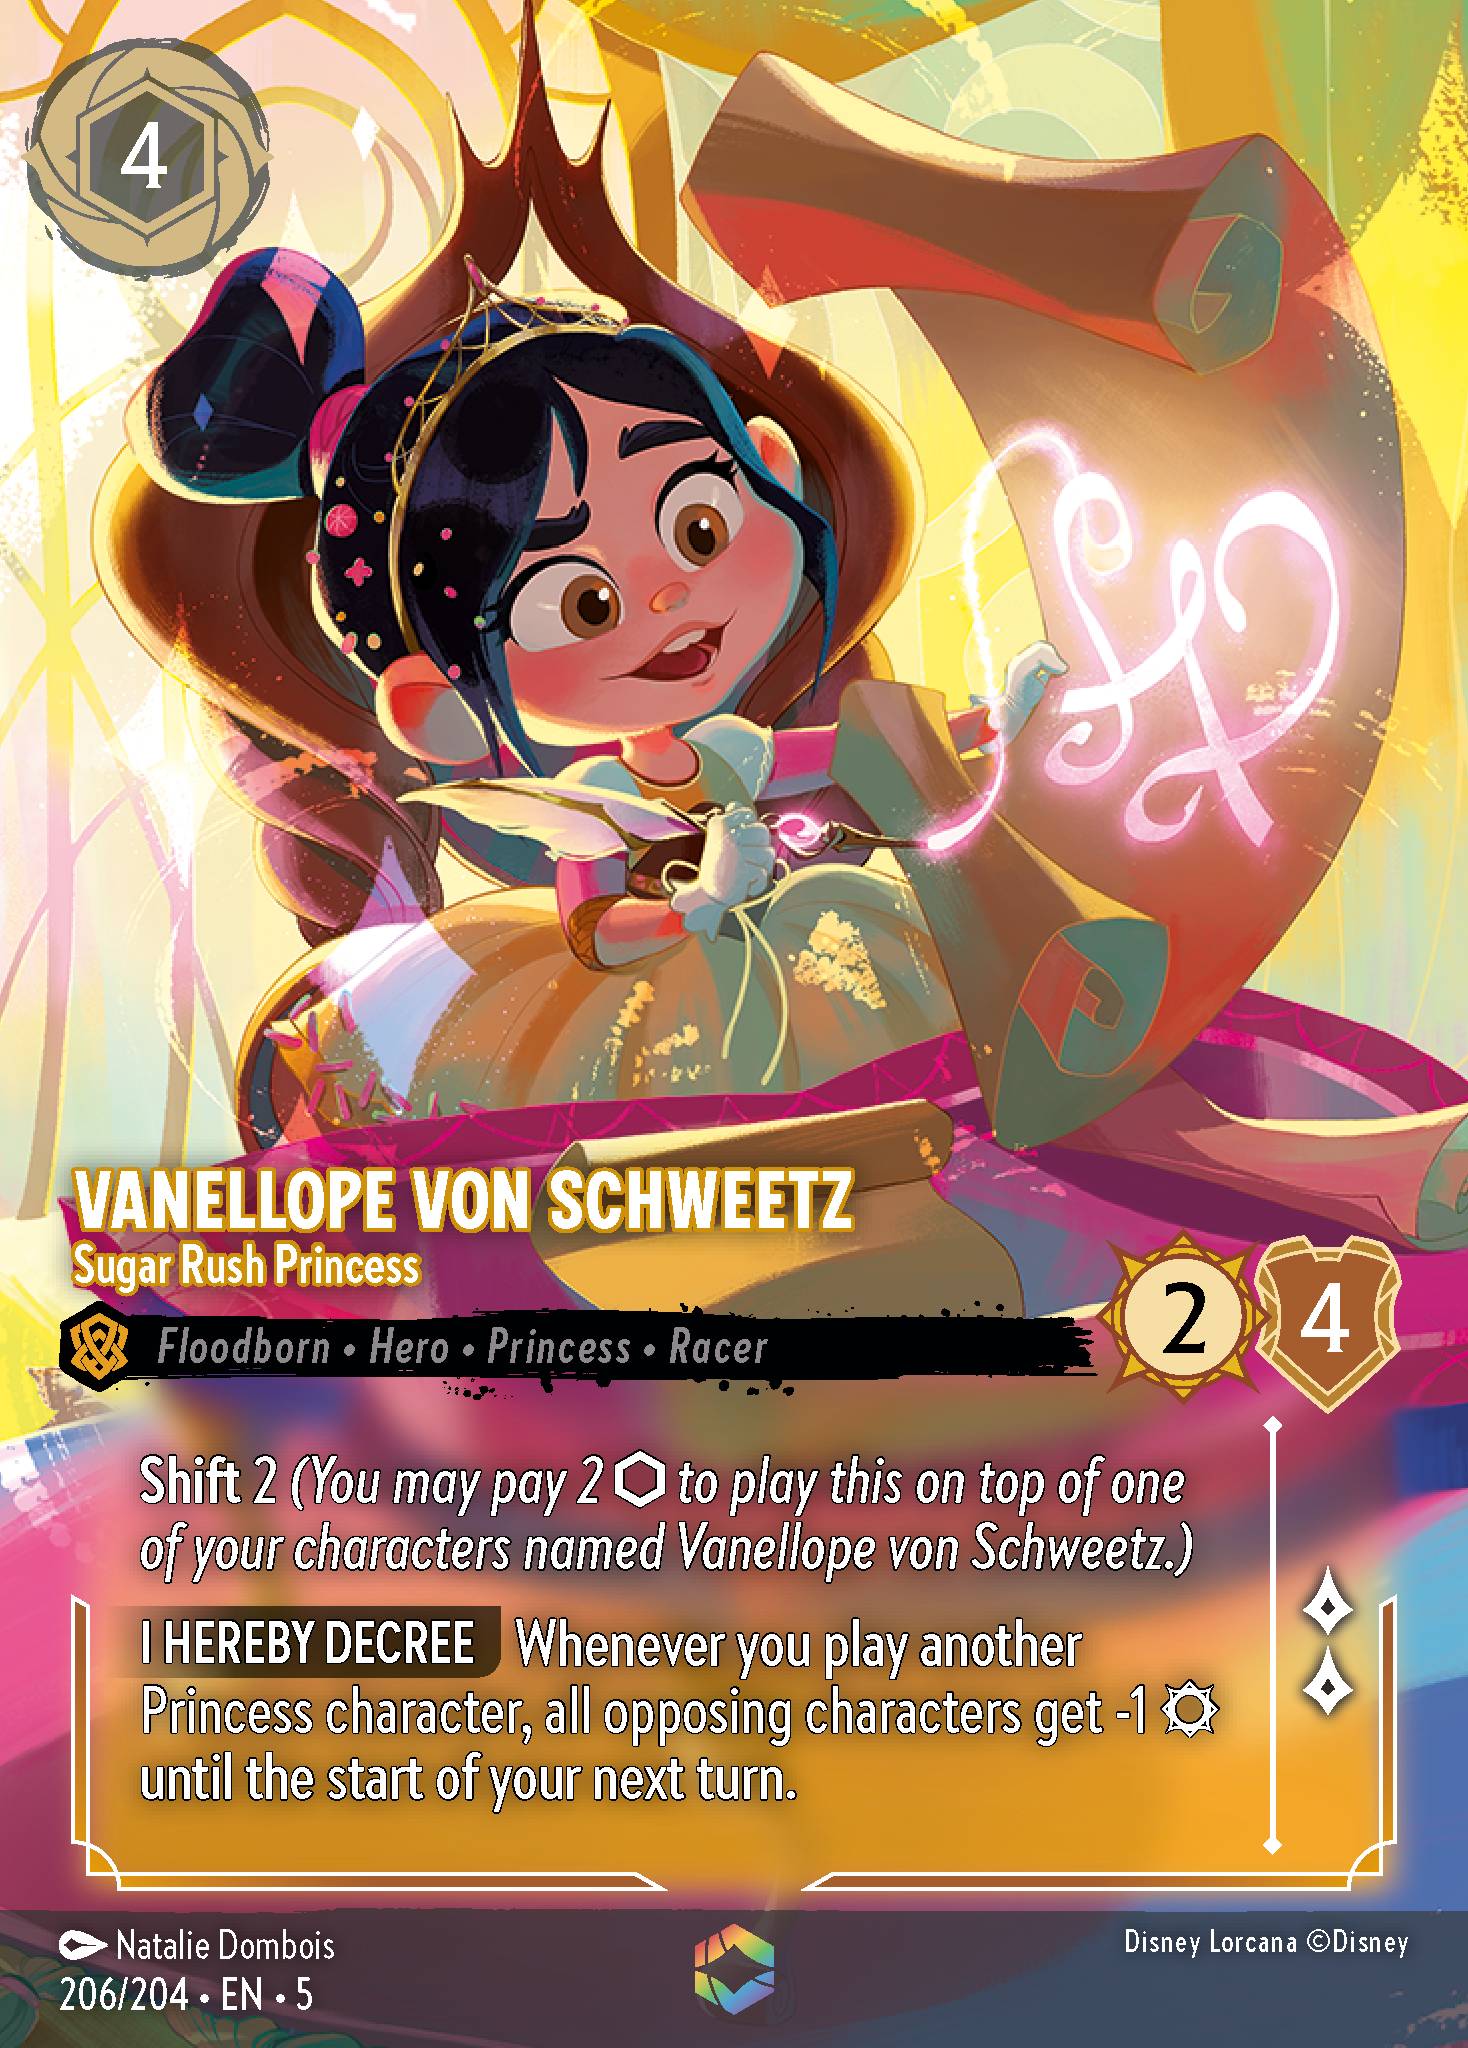 4
VANELLOPE VON SCHWEETZ
Sugar Rush Princess
Floodborn • Hero • Princess • Racer
2 4
Shift 2 (You may pay 2 ⬡ to play this on top of one
of your characters named Vanellope von Schweetz.)
I HEREBY DECREE Whenever you play another
Princess character, all opposing characters get -1
until the start of your next turn.
Natalie Dombois
206/204 • EN • 5
Disney Lorcana ©Disney